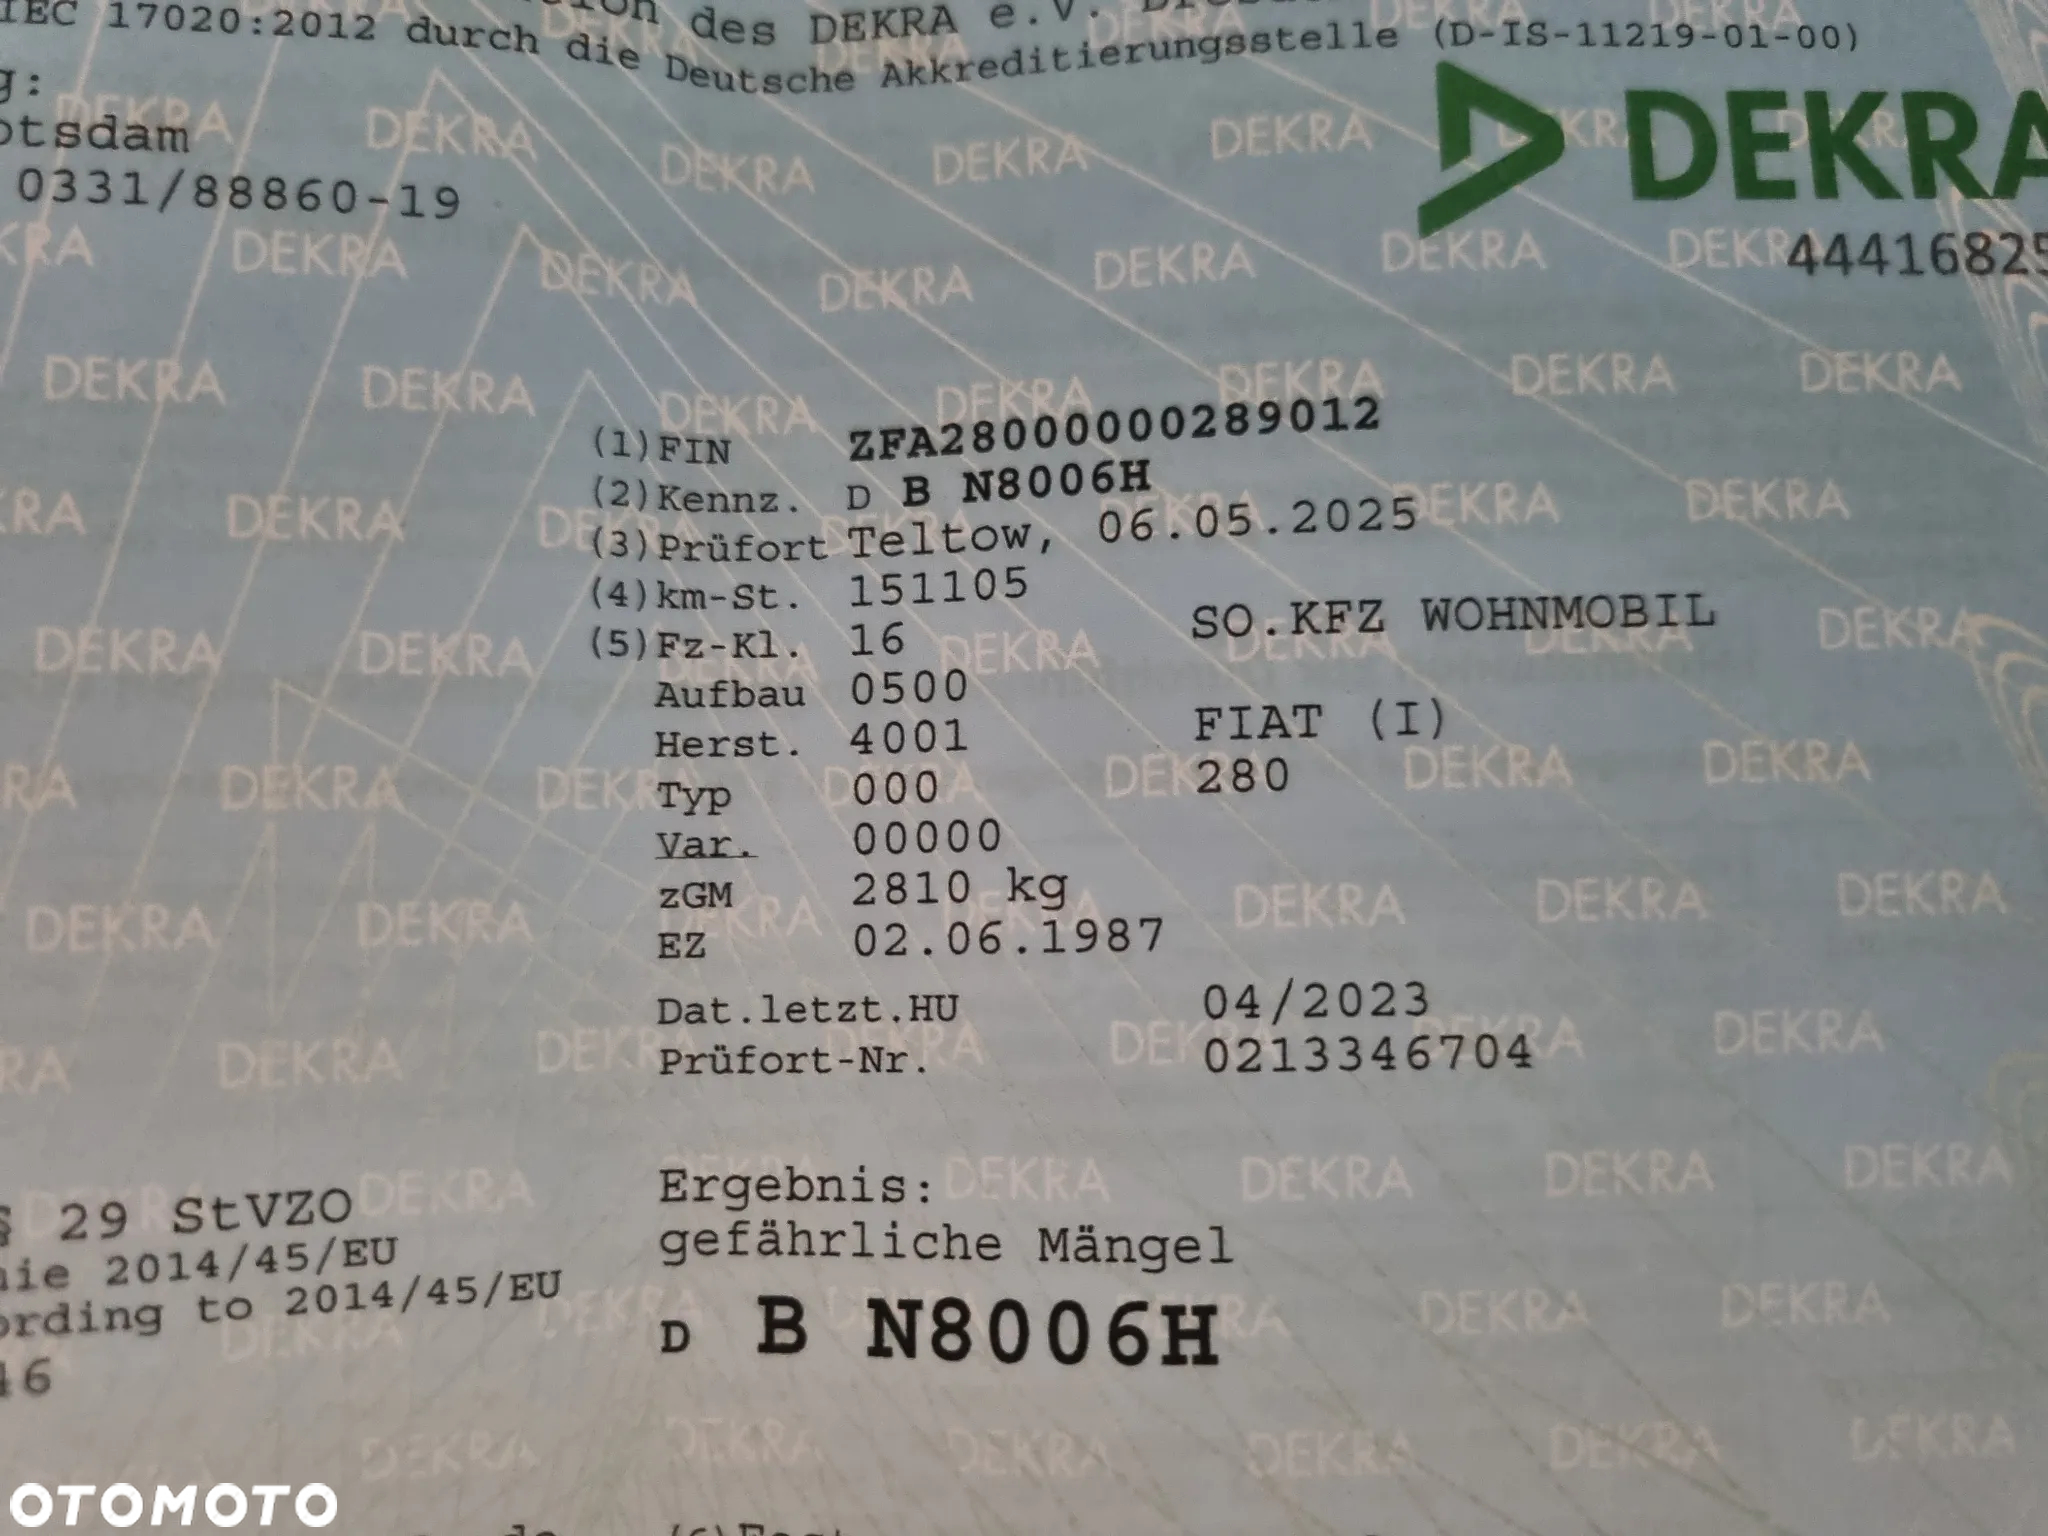 des DEKRA e.V.
IEC 17020:2012 durch die Deutsche Akkreditierungsstelle (D-IS-11219-01-00)
g:
otsdam
0331/88860-19
DEKRA
44416825
(1)FIN ZFA28000000289012
(2)Kennz. D B N8006H
(3)Prüfort Teltow, 06.05.2025
(4)km-St. 151105
(5)Fz-Kl. 16 SO.KFZ WOHNMOBIL
Aufbau 0500
Herst. 4001 FIAT (I)
Typ 000 280
Var. 00000
zGM 2810 kg
EZ 02.06.1987
Dat.letzt.HU 04/2023
Prüfort-Nr. 0213346704
§ 29 StVZO
nie 2014/45/EU
ording to 2014/45/EU
16
Ergebnis:
gefährliche Mängel
D B N8006H
OTOMOTO